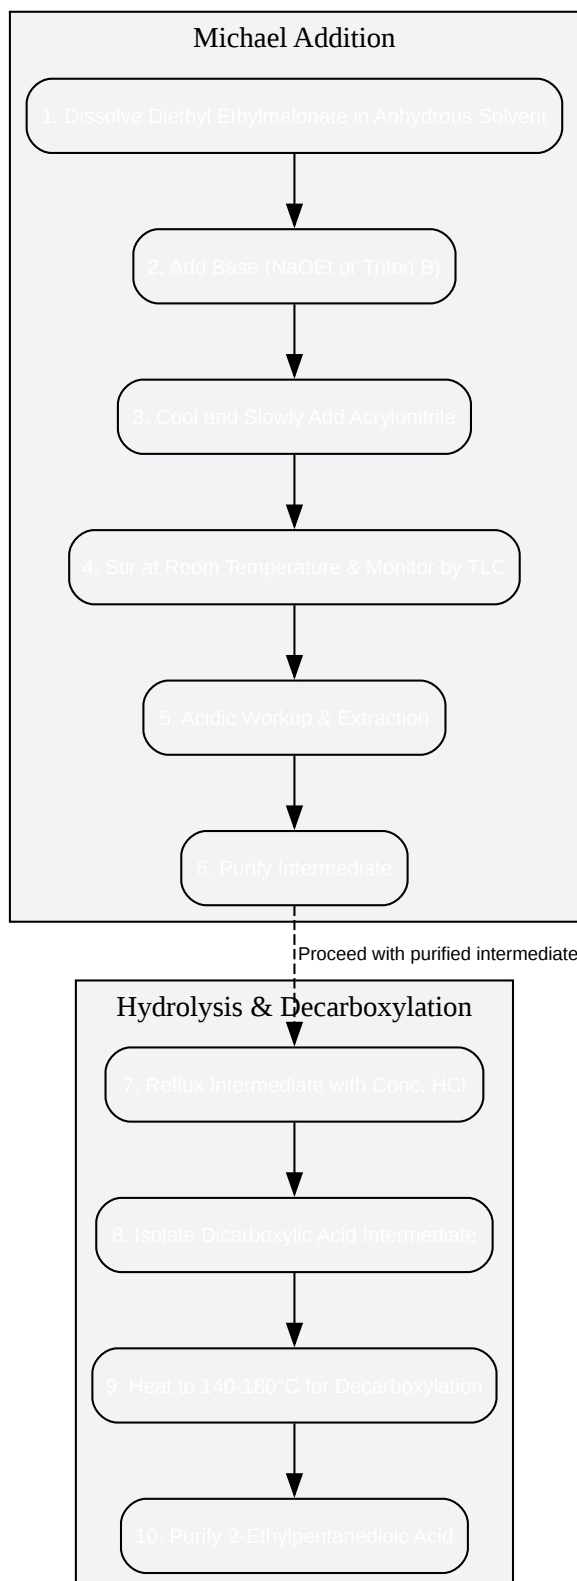 Michael Addition
1. Dissolve Diethyl Ethylmalonate in Anhydrous Solvent
2. Add Base (NaOEt or Triton B)
3. Cool and Slowly Add Acrylonitrile
4. Stir at Room Temperature & Monitor by TLC
5. Acidic Workup & Extraction
6. Purify Intermediate
Proceed with purified intermediate
Hydrolysis & Decarboxylation
7. Reflux Intermediate with Conc. HCl
8. Isolate Dicarboxylic Acid Intermediate
9. Heat to 140-180°C for Decarboxylation
10. Purify 2-Ethylpentanedioic Acid